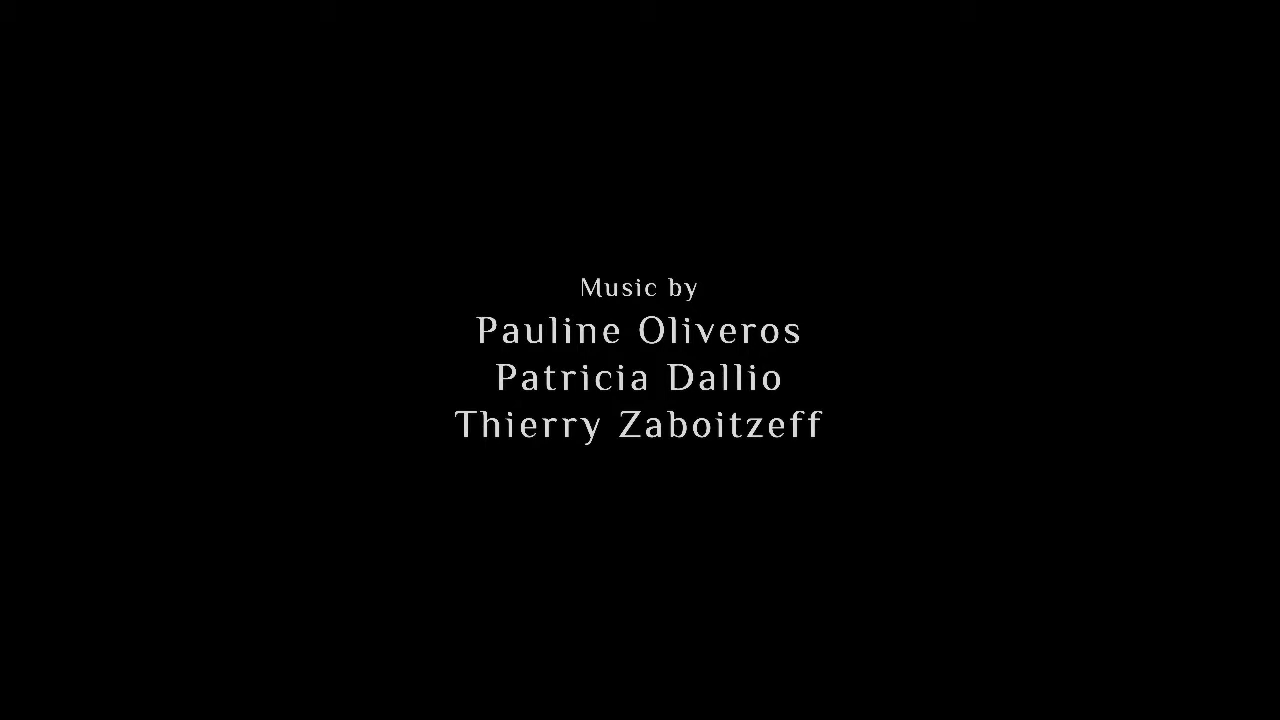 Music by
Pauline Oliveros
Patricia Dallio
Thierry Zaboitzeff